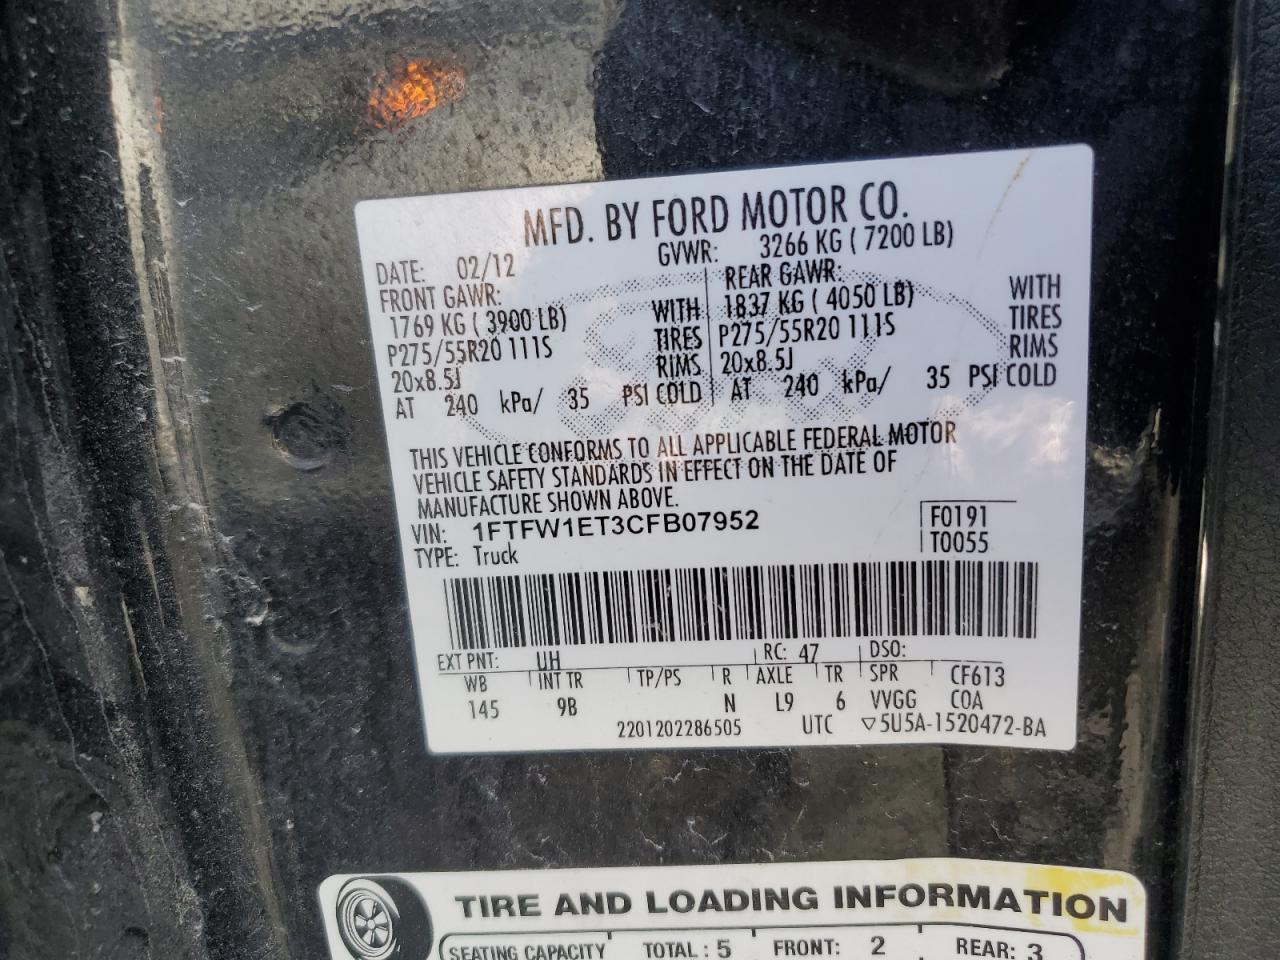 MFD. BY FORD MOTOR CO.
DATE: 02/12 GVWR: 3266 KG ( 7200 LB)
FRONT GAWR: REAR GAWR:
1769 KG ( 3900 LB) WITH 1837 KG ( 4050 LB) WITH
P275/55R20 111S TIRES P275/55R20 111S TIRES
20x8.5J RIMS 20x8.5J RIMS
AT 240 kPa/ 35 PSI COLD AT 240 kPa/ 35 PSI COLD
THIS VEHICLE CONFORMS TO ALL APPLICABLE FEDERAL MOTOR
VEHICLE SAFETY STANDARDS IN EFFECT ON THE DATE OF
MANUFACTURE SHOWN ABOVE.
VIN: 1FTFW1ET3CFB07952 F0191
TYPE: Truck T0055
EXT PNT: UH RC: 47 DSO:
WB INT TR TP/PS R AXLE TR SPR CF613
145 9B N L9 6 VVGG COA
2201202286505 UTC ▽5U5A-1520472-BA
TIRE AND LOADING INFORMATION
SEATING CAPACITY TOTAL : 5 FRONT: 2 REAR: 3